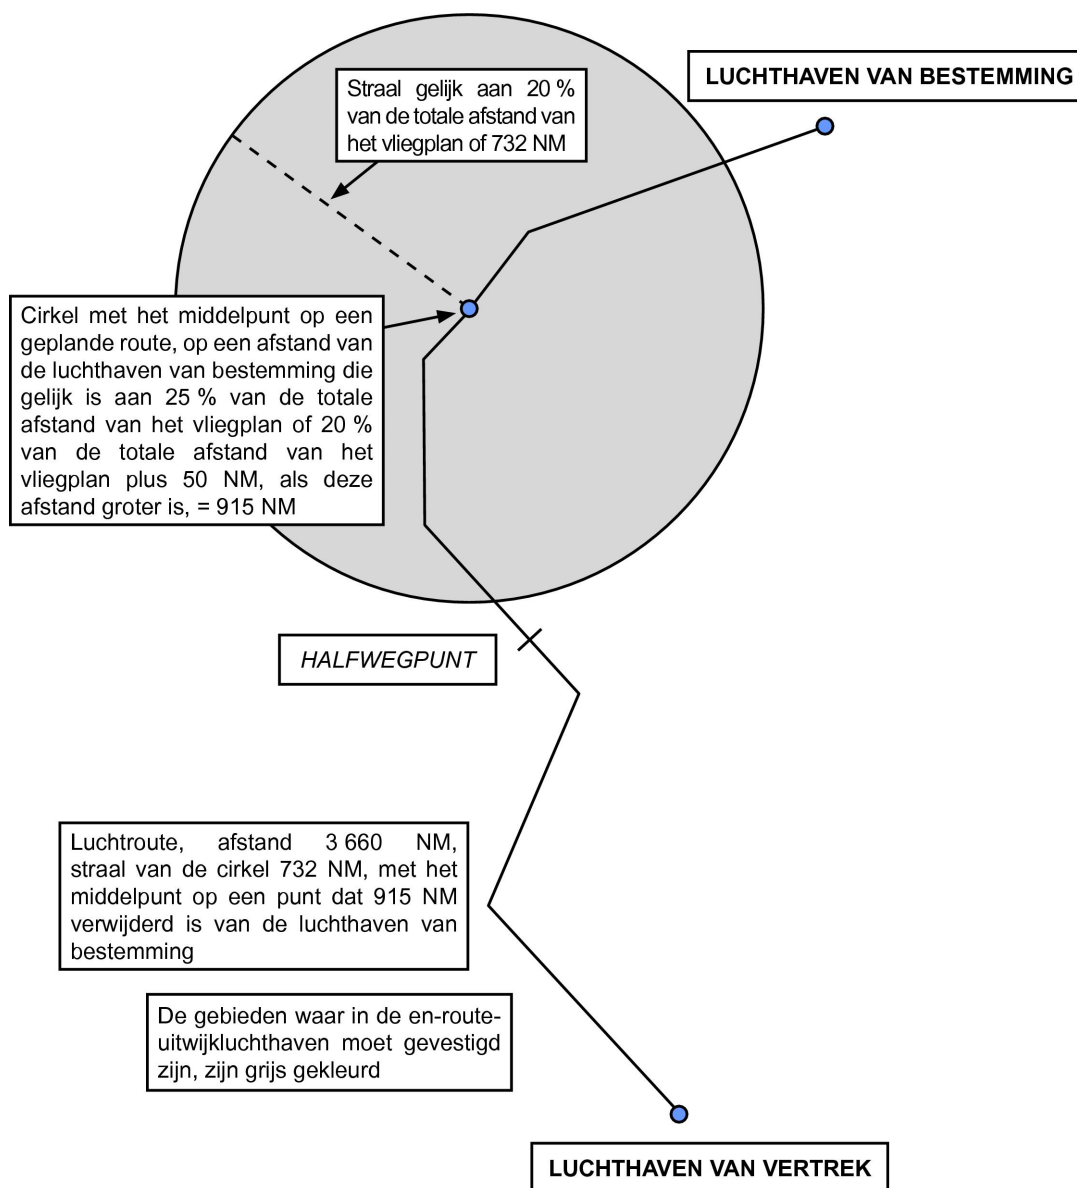 LUCHTHAVEN VAN BESTEMMING
Straal gelijk aan 20 %
van de totale afstand van
het vliegplan of 732 NM
Cirkel met het middelpunt op een
geplande route, op een afstand van
de luchthaven van bestemming die
gelijk is aan 25 % van de totale
afstand van het vliegplan of 20 %
van de totale afstand van het
vliegplan plus 50 NM, als deze
afstand groter is, = 915 NM
HALFWEGPUNT
Luchtroute, afstand 3 660 NM,
straal van de cirkel 732 NM, met het
middelpunt op een punt dat 915 NM
verwijderd is van de luchthaven van
bestemming
De gebieden waar in de en-route-
uitwijkluchthaven moet gevestigd
zijn, zijn grijs gekleurd
LUCHTHAVEN VAN VERTREK